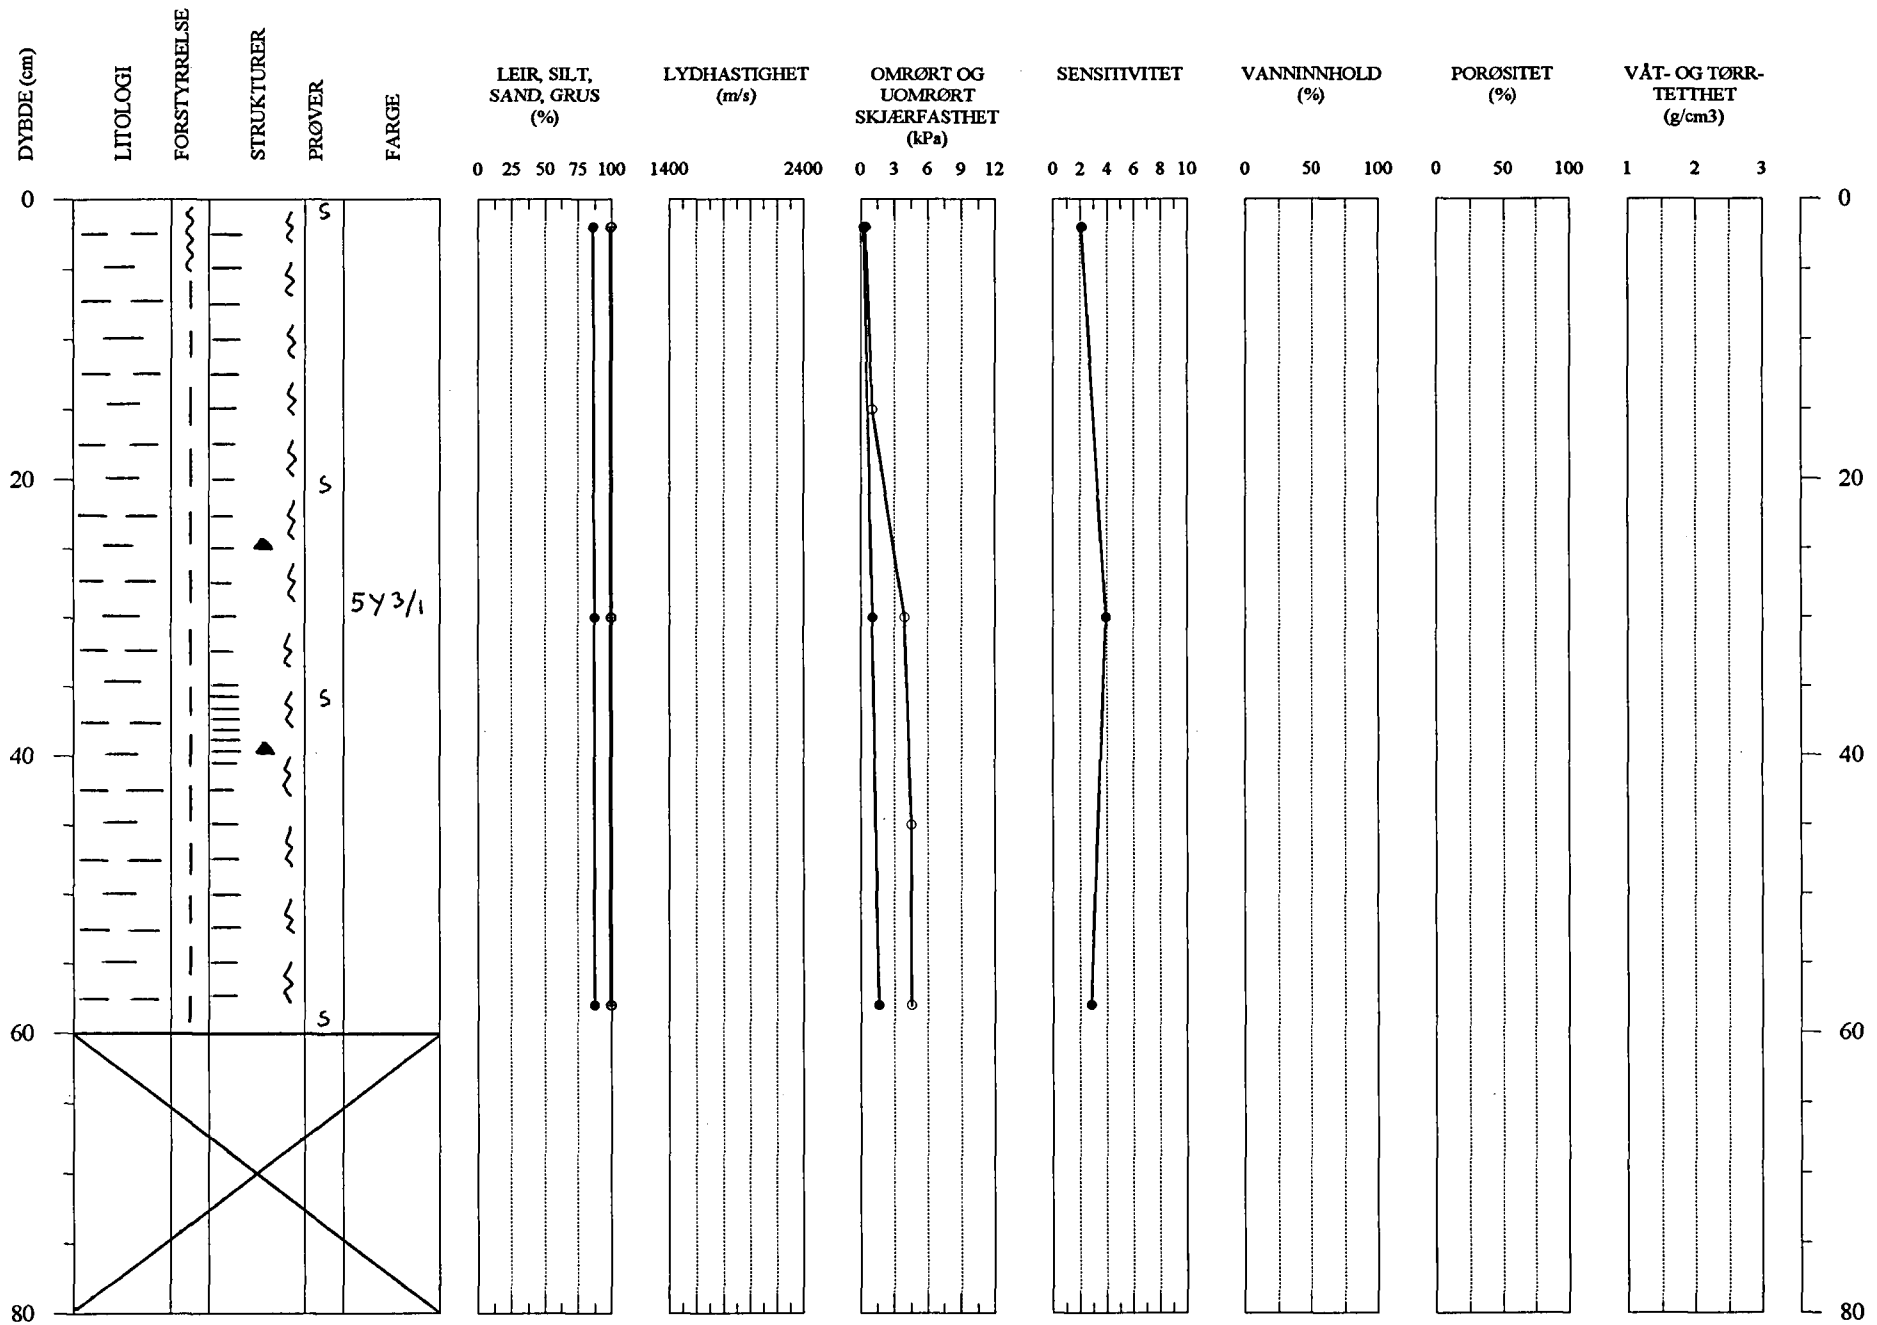 DYBDE (cm)
LITOLOGI
FORSTYRRELSE
STRUKTURER
PRØVER
FARGE
LEIR, SILT,
SAND, GRUS
(%)
LYDHASTIGHET
(m/s)
OMRØRT OG
UOMRØRT
SKJÆRFASTHET
(kPa)
SENSITIVITET
VANNINNHOLD
(%)
PORØSITET
(%)
VÅT- OG TØRR-
TETTHET
(g/cm3)
0 25 50 75 100
1400 2400
0 3 6 9 12
0 2 4 6 8 10
0 50 100
0 50 100
1 2 3
0 S 0
20 S 20
5Y 3/1
S
40 40
S
60 60
80 80